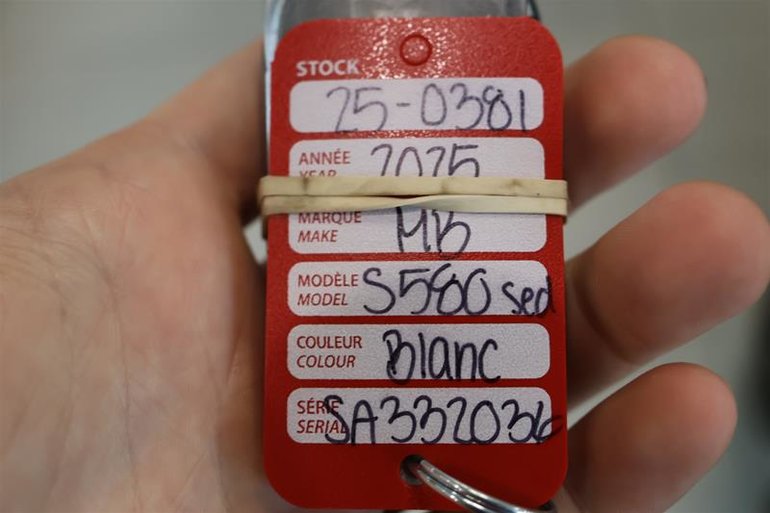 STOCK
25-0381
ANNÉE 2025
YEAR
MARQUE MB
MAKE
MODÈLE S580 sed
MODEL
COULEUR Blanc
COLOUR
SÉRIE SA332036
SERIAL